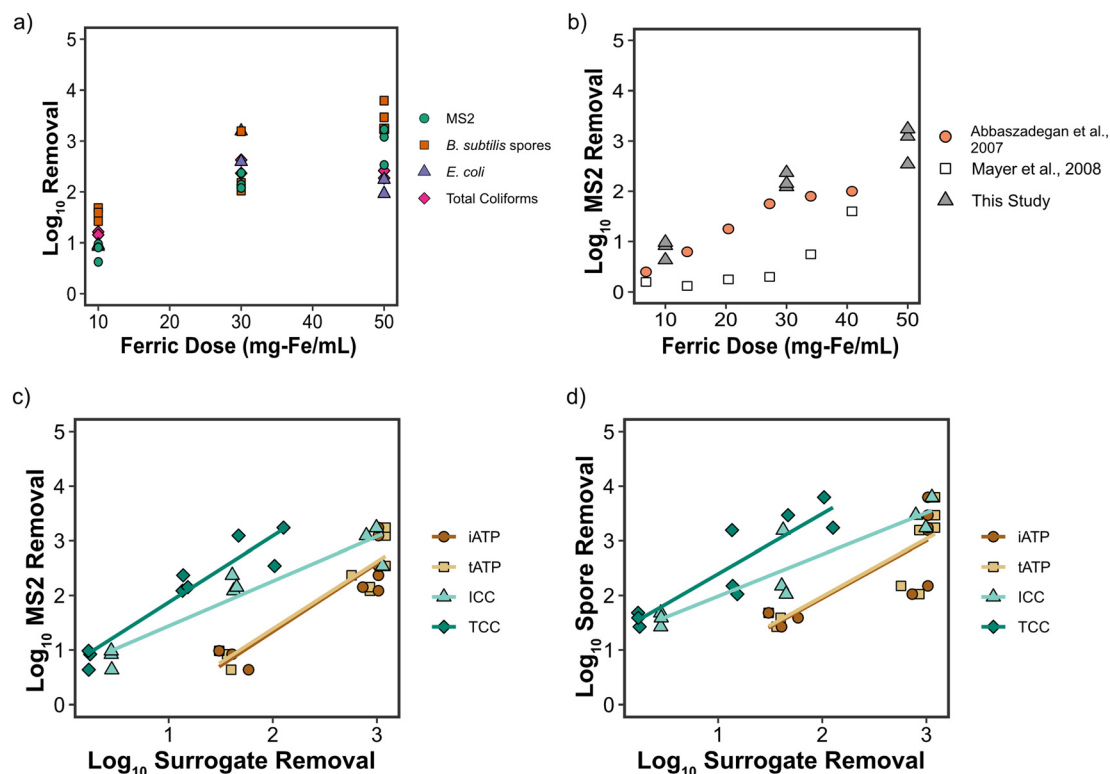 a)
Log10 Removal
5
4
3
2
1
0
10 20 30 40 50
Ferric Dose (mg-Fe/mL)
MS2
B. subtilis spores
E. coli
Total Coliforms
b)
Log10 MS2 Removal
5
4
3
2
1
0
10 20 30 40 50
Ferric Dose (mg-Fe/mL)
Abbaszadegan et al.,
2007
Mayer et al., 2008
This Study
c)
Log10 MS2 Removal
5
4
3
2
1
0
1 2 3
Log10 Surrogate Removal
iATP
tATP
ICC
TCC
d)
Log10 Spore Removal
5
4
3
2
1
0
1 2 3
Log10 Surrogate Removal
iATP
tATP
ICC
TCC